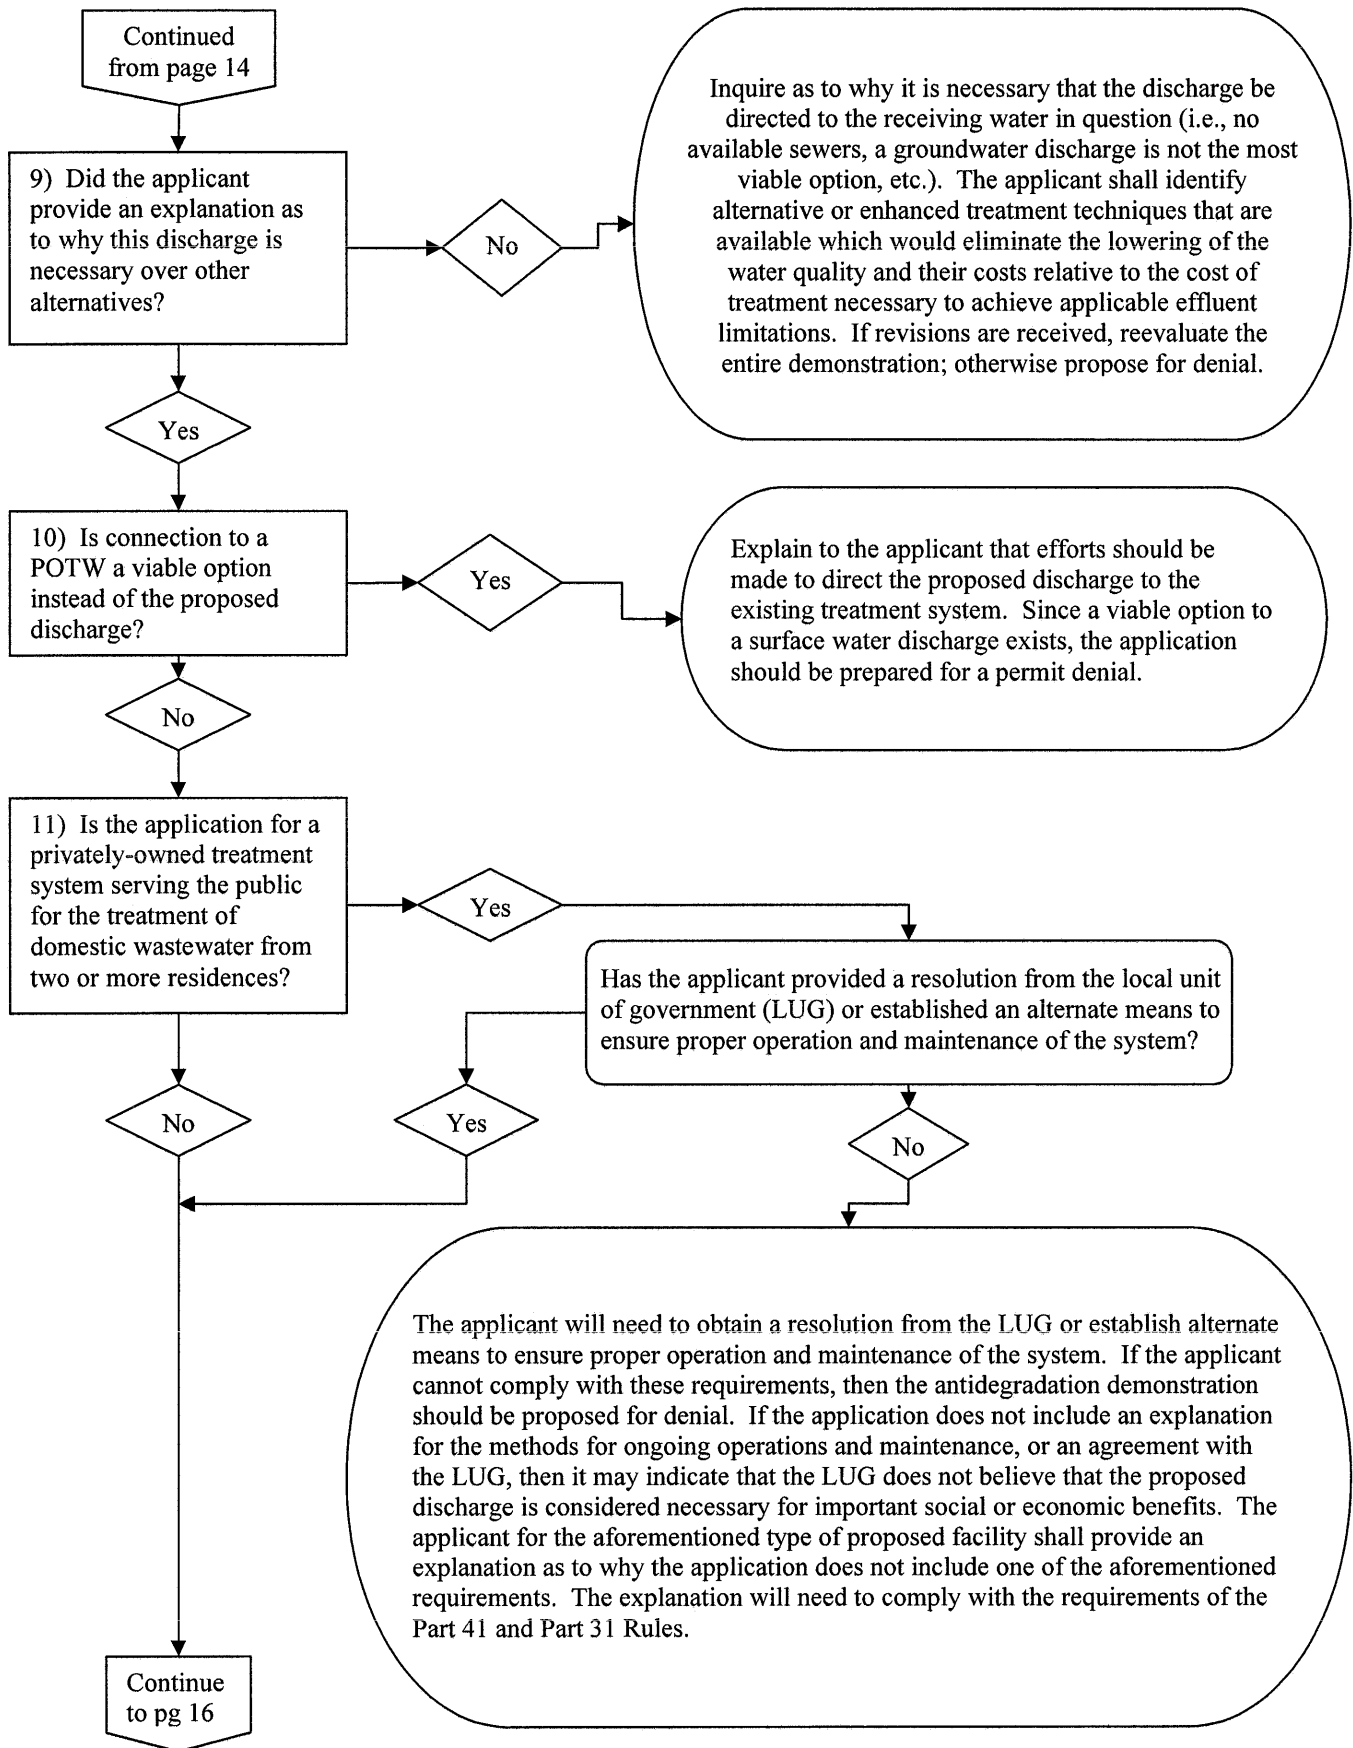 Continued
from page 14
9) Did the applicant
provide an explanation as
to why this discharge is
necessary over other
alternatives?
No
Inquire as to why it is necessary that the discharge be
directed to the receiving water in question (i.e., no
available sewers, a groundwater discharge is not the most
viable option, etc.). The applicant shall identify
alternative or enhanced treatment techniques that are
available which would eliminate the lowering of the
water quality and their costs relative to the cost of
treatment necessary to achieve applicable effluent
limitations. If revisions are received, reevaluate the
entire demonstration; otherwise propose for denial.
Yes
10) Is connection to a
POTW a viable option
instead of the proposed
discharge?
Yes
Explain to the applicant that efforts should be
made to direct the proposed discharge to the
existing treatment system. Since a viable option to
a surface water discharge exists, the application
should be prepared for a permit denial.
No
11) Is the application for a
privately-owned treatment
system serving the public
for the treatment of
domestic wastewater from
two or more residences?
Yes
Has the applicant provided a resolution from the local unit
of government (LUG) or established an alternate means to
ensure proper operation and maintenance of the system?
No
Yes
No
The applicant will need to obtain a resolution from the LUG or establish alternate
means to ensure proper operation and maintenance of the system. If the applicant
cannot comply with these requirements, then the antidegradation demonstration
should be proposed for denial. If the application does not include an explanation
for the methods for ongoing operations and maintenance, or an agreement with
the LUG, then it may indicate that the LUG does not believe that the proposed
discharge is considered necessary for important social or economic benefits. The
applicant for the aforementioned type of proposed facility shall provide an
explanation as to why the application does not include one of the aforementioned
requirements. The explanation will need to comply with the requirements of the
Part 41 and Part 31 Rules.
Continue
to pg 16